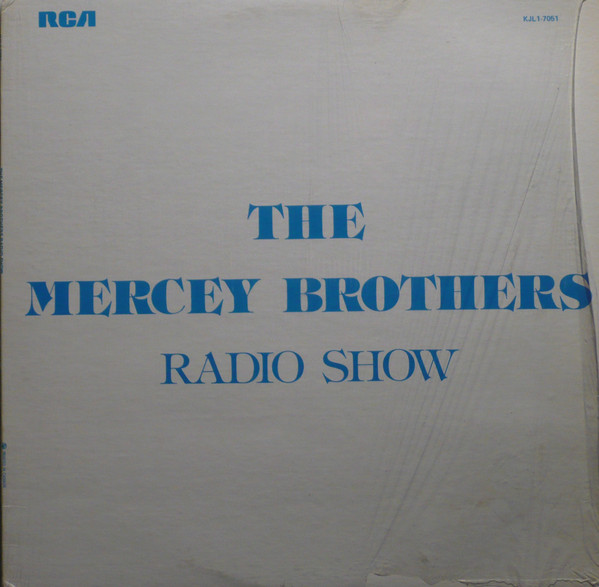 RCA
KJL1-7051
THE
MERCEY BROTHERS
RADIO SHOW